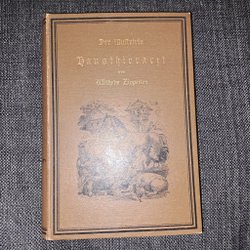 Der illustrirte
Hausthierarzt
von
Wilhelm Zipperlen